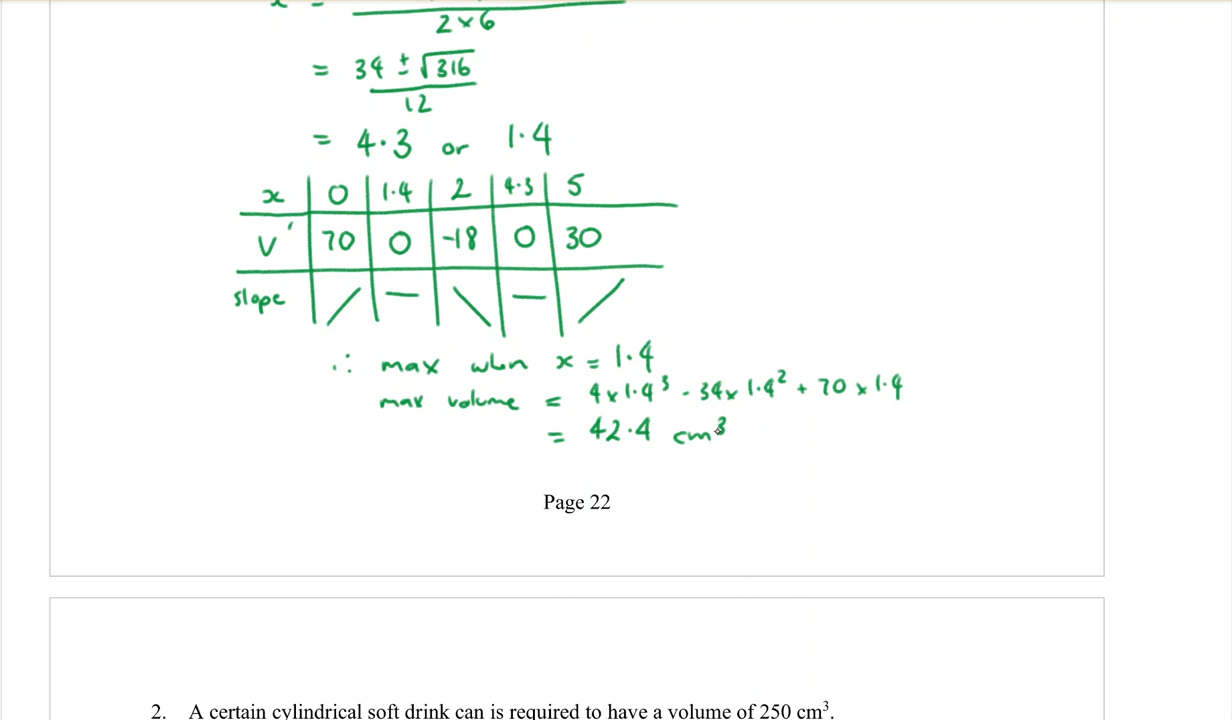 2 × 6
= 34 ± √316
12
= 4.3 or 1.4
x | 0 | 1.4 | 2 | 4.3 | 5
V' | 70 | 0 | -18 | 0 | 30
slope
∴ max when x = 1.4
max volume = 4 × 1.4³ - 34 × 1.4² + 70 × 1.4
= 42.4 cm³
Page 22
2. A certain cylindrical soft drink can is required to have a volume of 250 cm³.